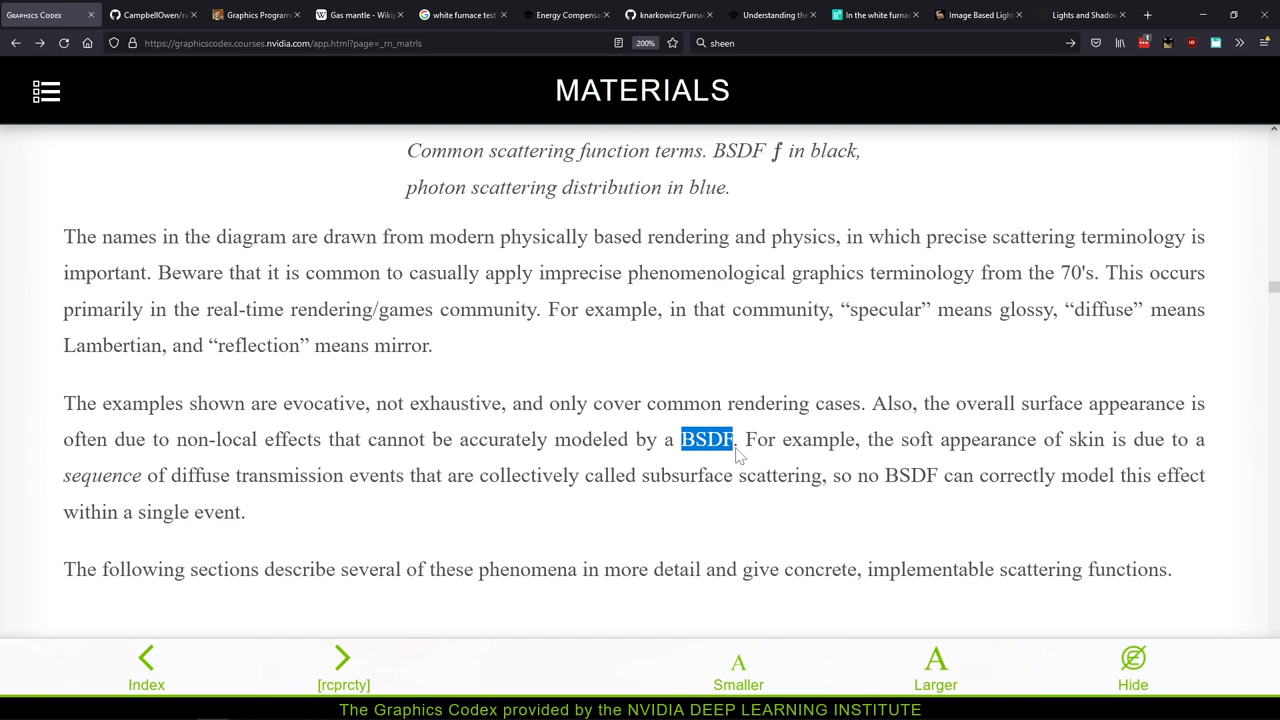 Graphics Codex
CampbellOwen/ru
Graphics Program
Gas mantle - Wiki
white furnace test
Energy Compensa
knarkowicz/Furna
Understanding the
In the white furnac
Image Based Ligh
Lights and Shadow
https://graphicscodex.courses.nvidia.com/app.html?page=_rn_matrls
200%
sheen
MATERIALS
Common scattering function terms. BSDF f in black,
photon scattering distribution in blue.
The names in the diagram are drawn from modern physically based rendering and physics, in which precise scattering terminology is
important. Beware that it is common to casually apply imprecise phenomenological graphics terminology from the 70's. This occurs
primarily in the real-time rendering/games community. For example, in that community, “specular” means glossy, “diffuse” means
Lambertian, and “reflection” means mirror.
The examples shown are evocative, not exhaustive, and only cover common rendering cases. Also, the overall surface appearance is
often due to non-local effects that cannot be accurately modeled by a BSDF. For example, the soft appearance of skin is due to a
sequence of diffuse transmission events that are collectively called subsurface scattering, so no BSDF can correctly model this effect
within a single event.
The following sections describe several of these phenomena in more detail and give concrete, implementable scattering functions.
Index
[rcprcty]
A
Smaller
A
Larger
Hide
The Graphics Codex provided by the NVIDIA DEEP LEARNING INSTITUTE